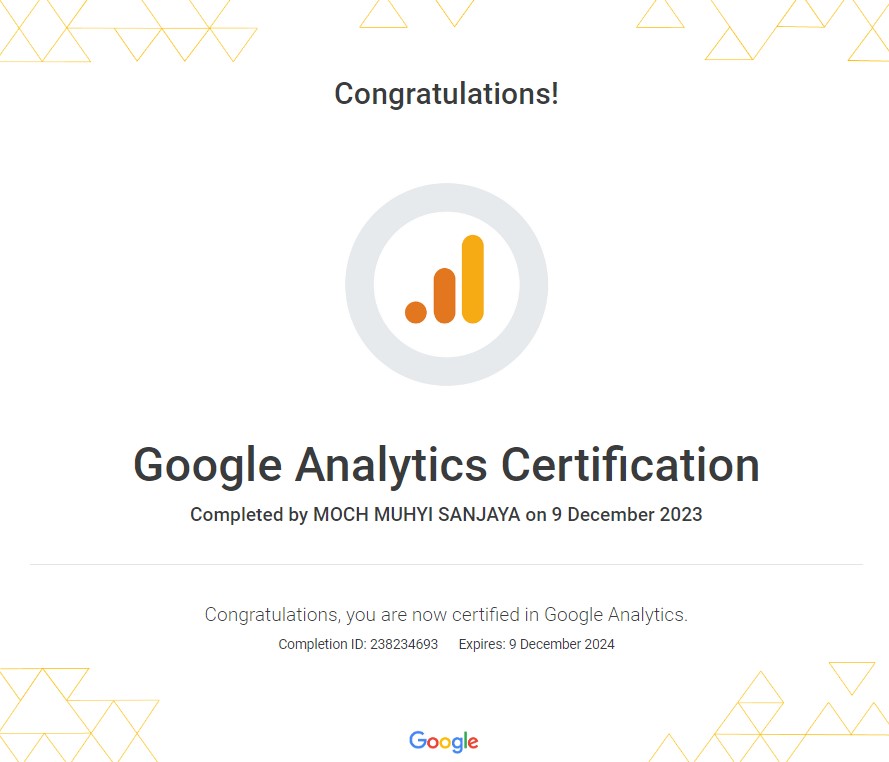 Congratulations!
Google Analytics Certification
Completed by MOCH MUHYI SANJAYA on 9 December 2023
Congratulations, you are now certified in Google Analytics.
Completion ID: 238234693 Expires: 9 December 2024
Google